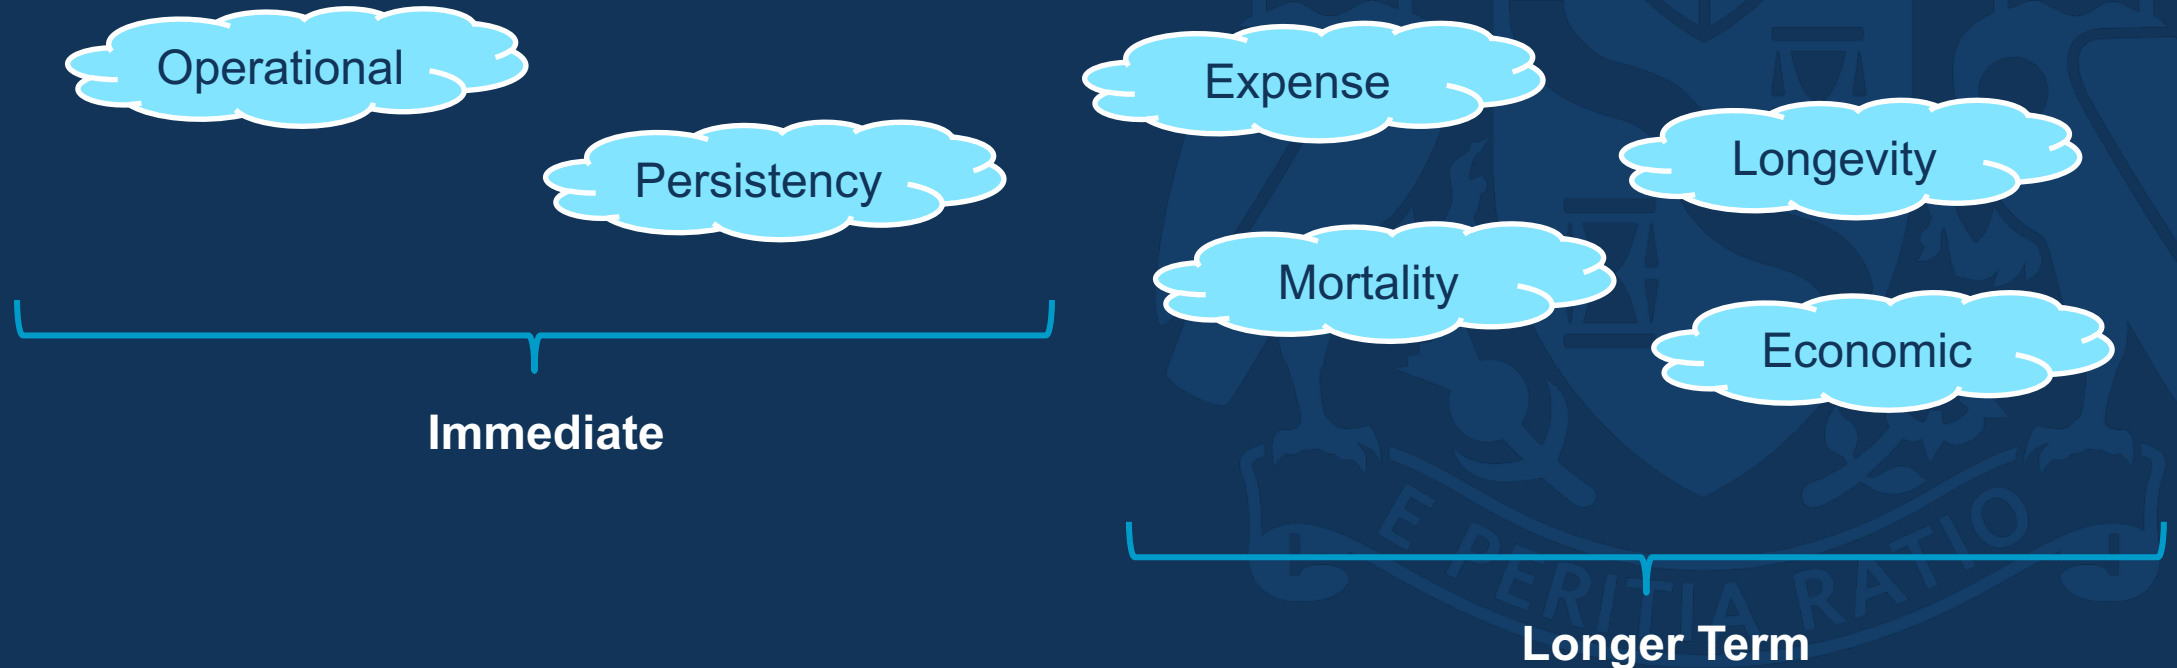 Operational
Persistency
Immediate
Expense
Longevity
Mortality
Economic
Longer Term
E PERITIA RATIO